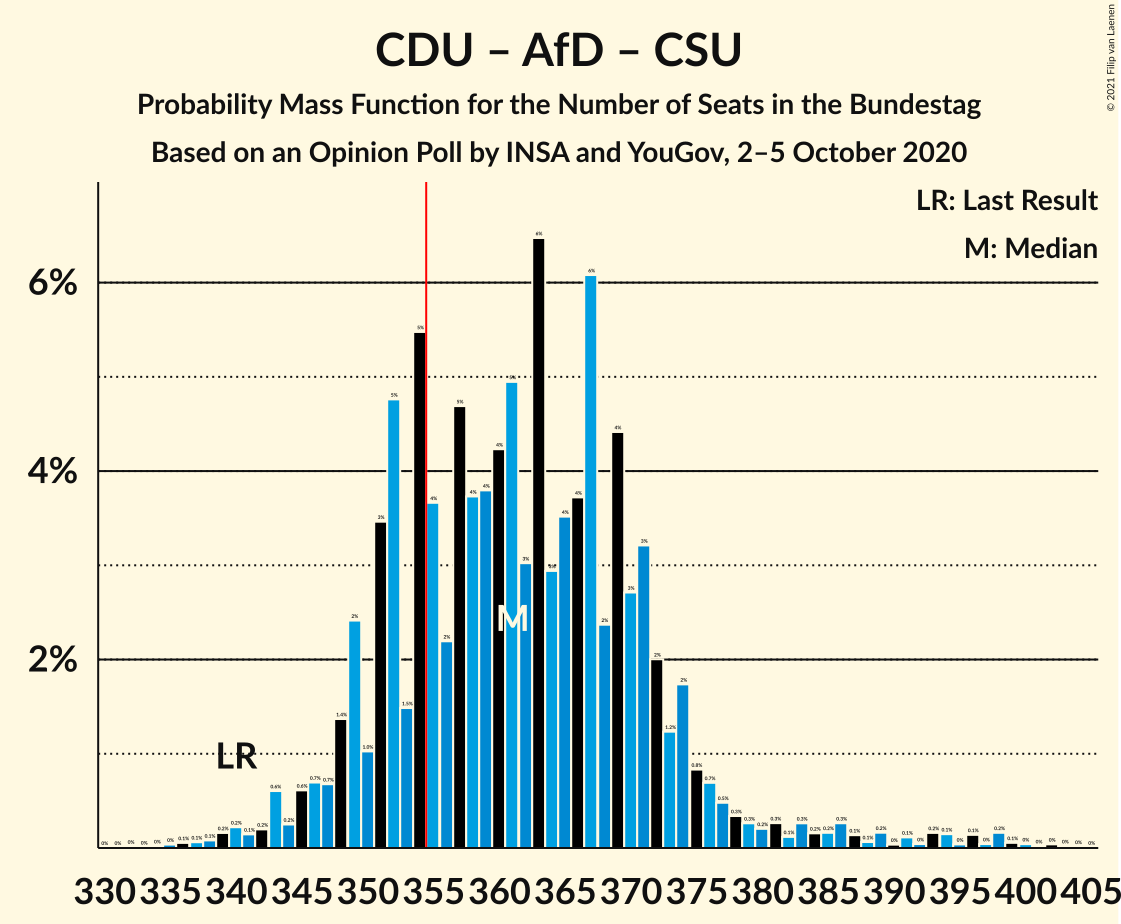 CDU – AfD – CSU
Probability Mass Function for the Number of Seats in the Bundestag
Based on an Opinion Poll by INSA and YouGov, 2–5 October 2020
© 2021 Filip van Laenen
LR: Last Result
M: Median
6%
4%
2%
LR
M
330 335 340 345 350 355 360 365 370 375 380 385 390 395 400 405